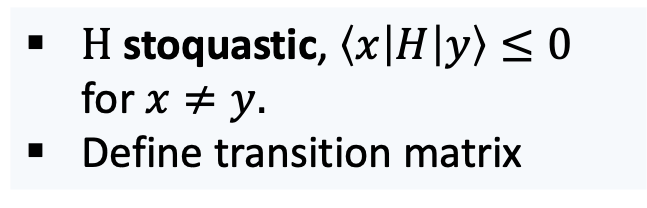 ▪ H stoquastic, ⟨x|H|y⟩ ≤ 0
for x ≠ y.
▪ Define transition matrix